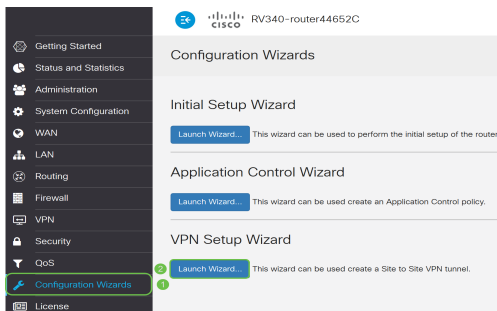 CISCO
RV340-router44652C
Getting Started
Status and Statistics
Administration
System Configuration
WAN
LAN
Routing
Firewall
VPN
Security
QoS
Configuration Wizards
License
Configuration Wizards
Initial Setup Wizard
Launch Wizard... This wizard can be used to perform the initial setup of the router
Application Control Wizard
Launch Wizard... This wizard can be used create an Application Control policy.
VPN Setup Wizard
2 Launch Wizard... This wizard can be used create a Site to Site VPN tunnel.
1